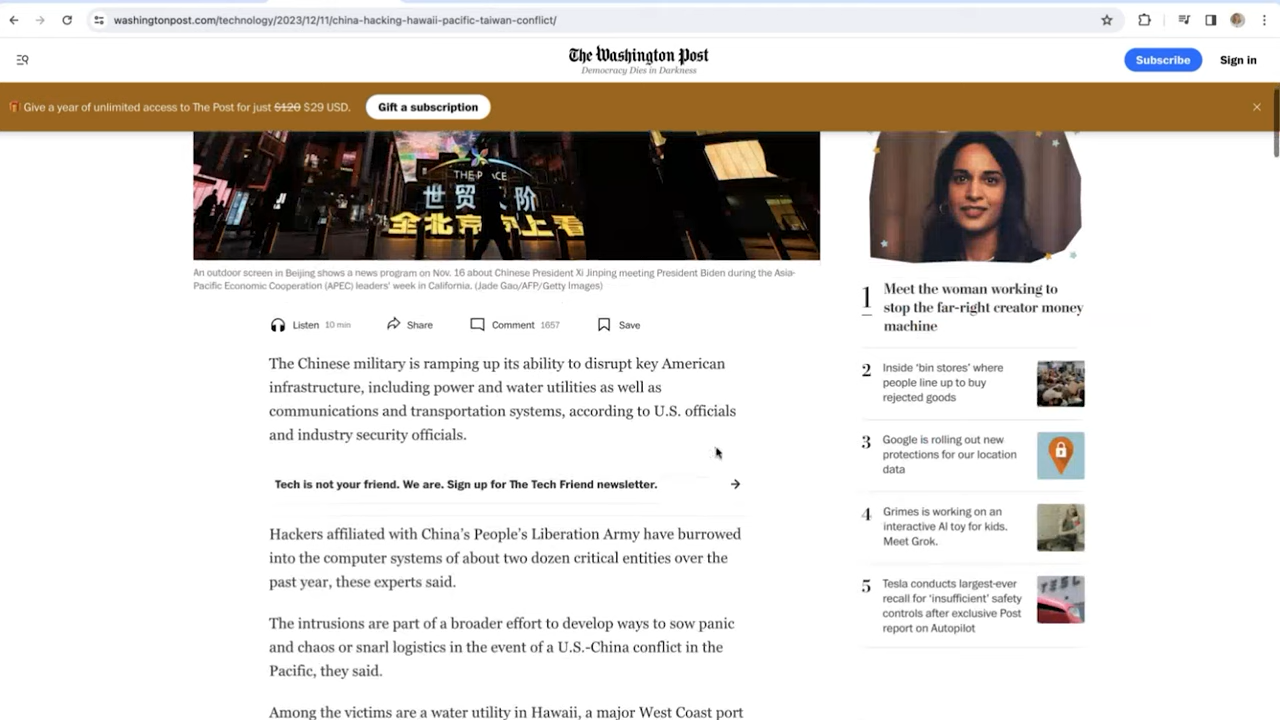 washingtonpost.com/technology/2023/12/11/china-hacking-hawaii-pacific-taiwan-conflict/
The Washington Post
Democracy Dies in Darkness
Subscribe
Sign in
Give a year of unlimited access to The Post for just $120 $29 USD.
Gift a subscription
THE PLACE
世贸天阶
全北京向上看
An outdoor screen in Beijing shows a news program on Nov. 16 about Chinese President Xi Jinping meeting President Biden during the Asia-
Pacific Economic Cooperation (APEC) leaders' week in California. (Jade Gao/AFP/Getty Images)
Listen 10 min
Share
Comment 1657
Save
The Chinese military is ramping up its ability to disrupt key American
infrastructure, including power and water utilities as well as
communications and transportation systems, according to U.S. officials
and industry security officials.
Tech is not your friend. We are. Sign up for The Tech Friend newsletter.
Hackers affiliated with China's People's Liberation Army have burrowed
into the computer systems of about two dozen critical entities over the
past year, these experts said.
The intrusions are part of a broader effort to develop ways to sow panic
and chaos or snarl logistics in the event of a U.S.-China conflict in the
Pacific, they said.
Among the victims are a water utility in Hawaii, a major West Coast port
1 Meet the woman working to
stop the far-right creator money
machine
2 Inside 'bin stores' where
people line up to buy
rejected goods
3 Google is rolling out new
protections for our location
data
4 Grimes is working on an
interactive AI toy for kids.
Meet Grok.
5 Tesla conducts largest-ever
recall for 'insufficient' safety
controls after exclusive Post
report on Autopilot
TESL